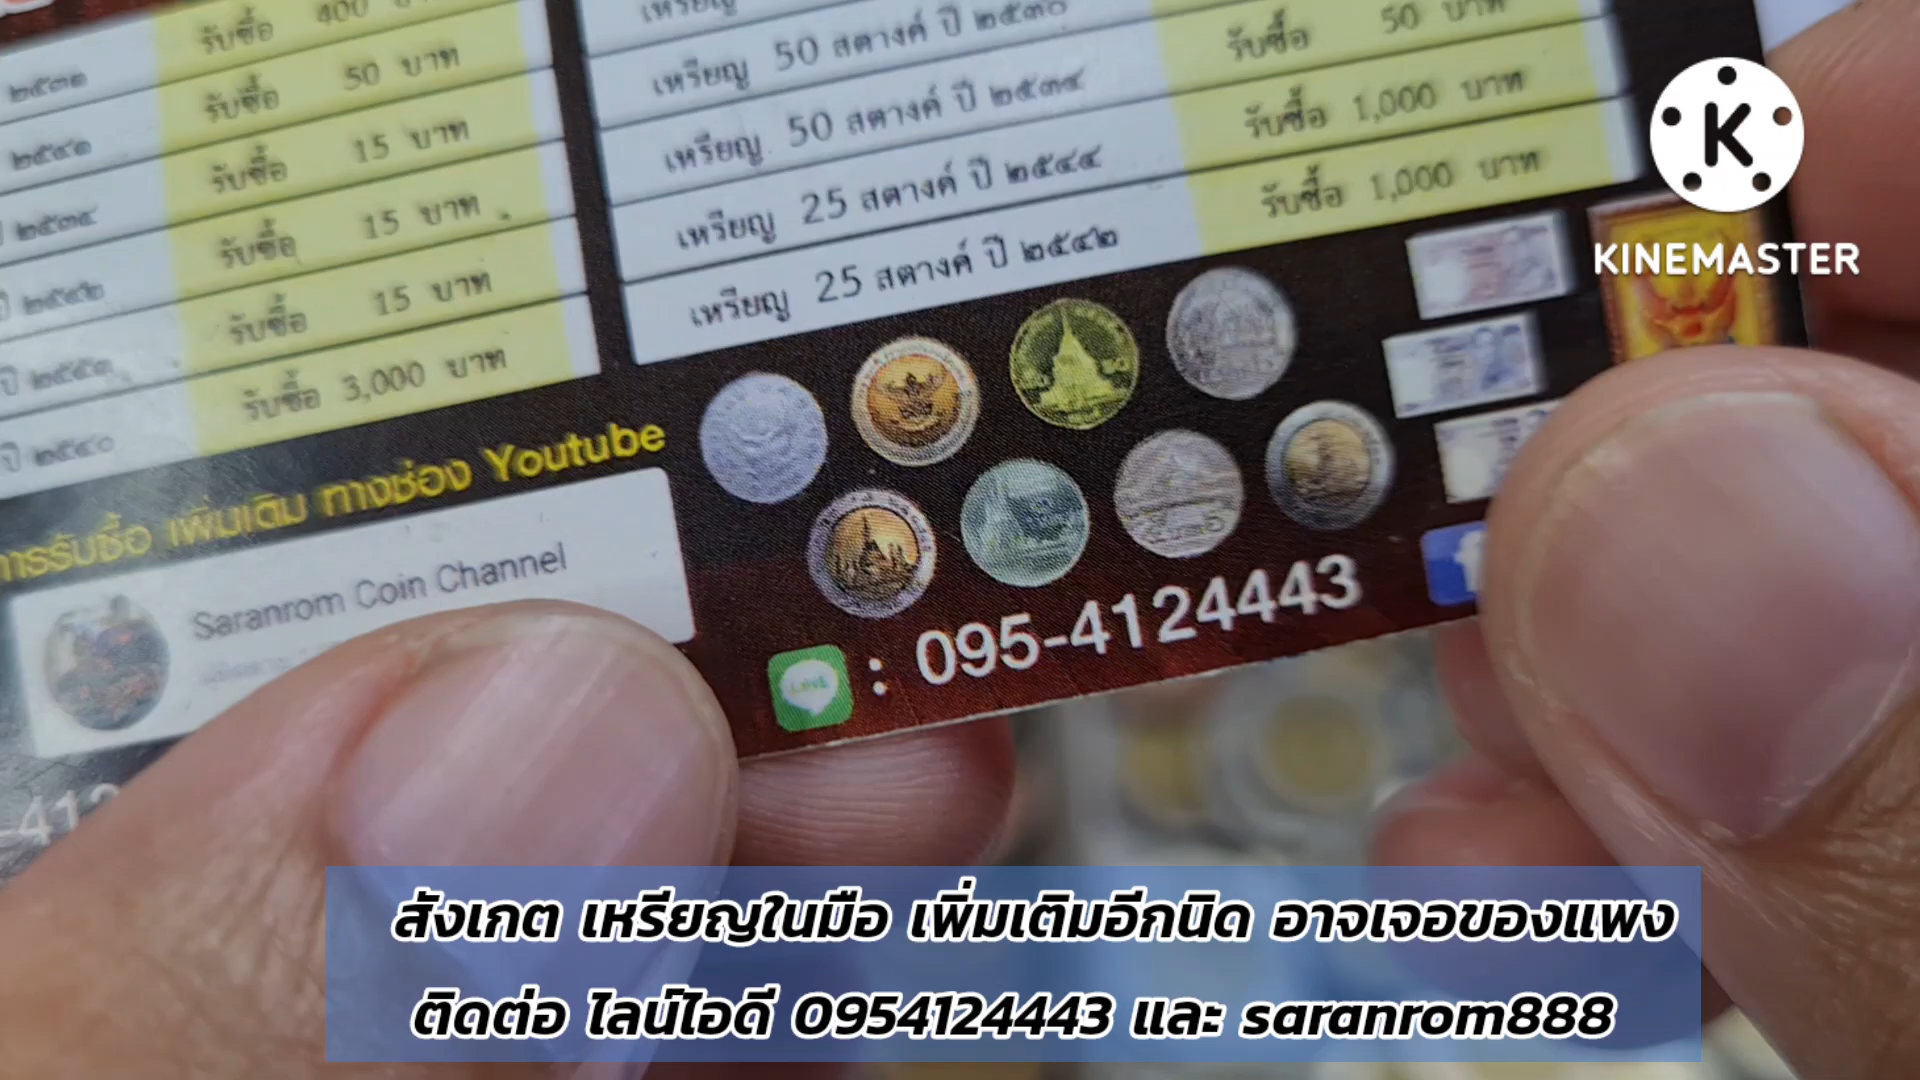 รับซื้อ 400
๒๕๓๑ รับซื้อ 50 บาท
๒๕๔๑ รับซื้อ 15 บาท
๒๕๓๔ รับซื้อ 15 บาท
ปี ๒๕๔๒ รับซื้อ 15 บาท
รับซื้อ 3,000 บาท
ปี ๒๕๔๐
เหรียญ
เหรียญ 50 สตางค์ ปี ๒๕๓๐ รับซื้อ 50 บาท
เหรียญ 50 สตางค์ ปี ๒๕๓๔ รับซื้อ 1,000 บาท
เหรียญ 25 สตางค์ ปี ๒๕๔๔ รับซื้อ 1,000 บาท
เหรียญ 25 สตางค์ ปี ๒๕๔๒
การรับซื้อ เพิ่มเติม ทางช่อง Youtube
Saranrom Coin Channel
LINE : 095-4124443
-412
K
KINEMASTER
สังเกต เหรียญในมือ เพิ่มเติมอีกนิด อาจเจอของแพง
ติดต่อ ไลน์ไอดี 0954124443 และ saranrom888